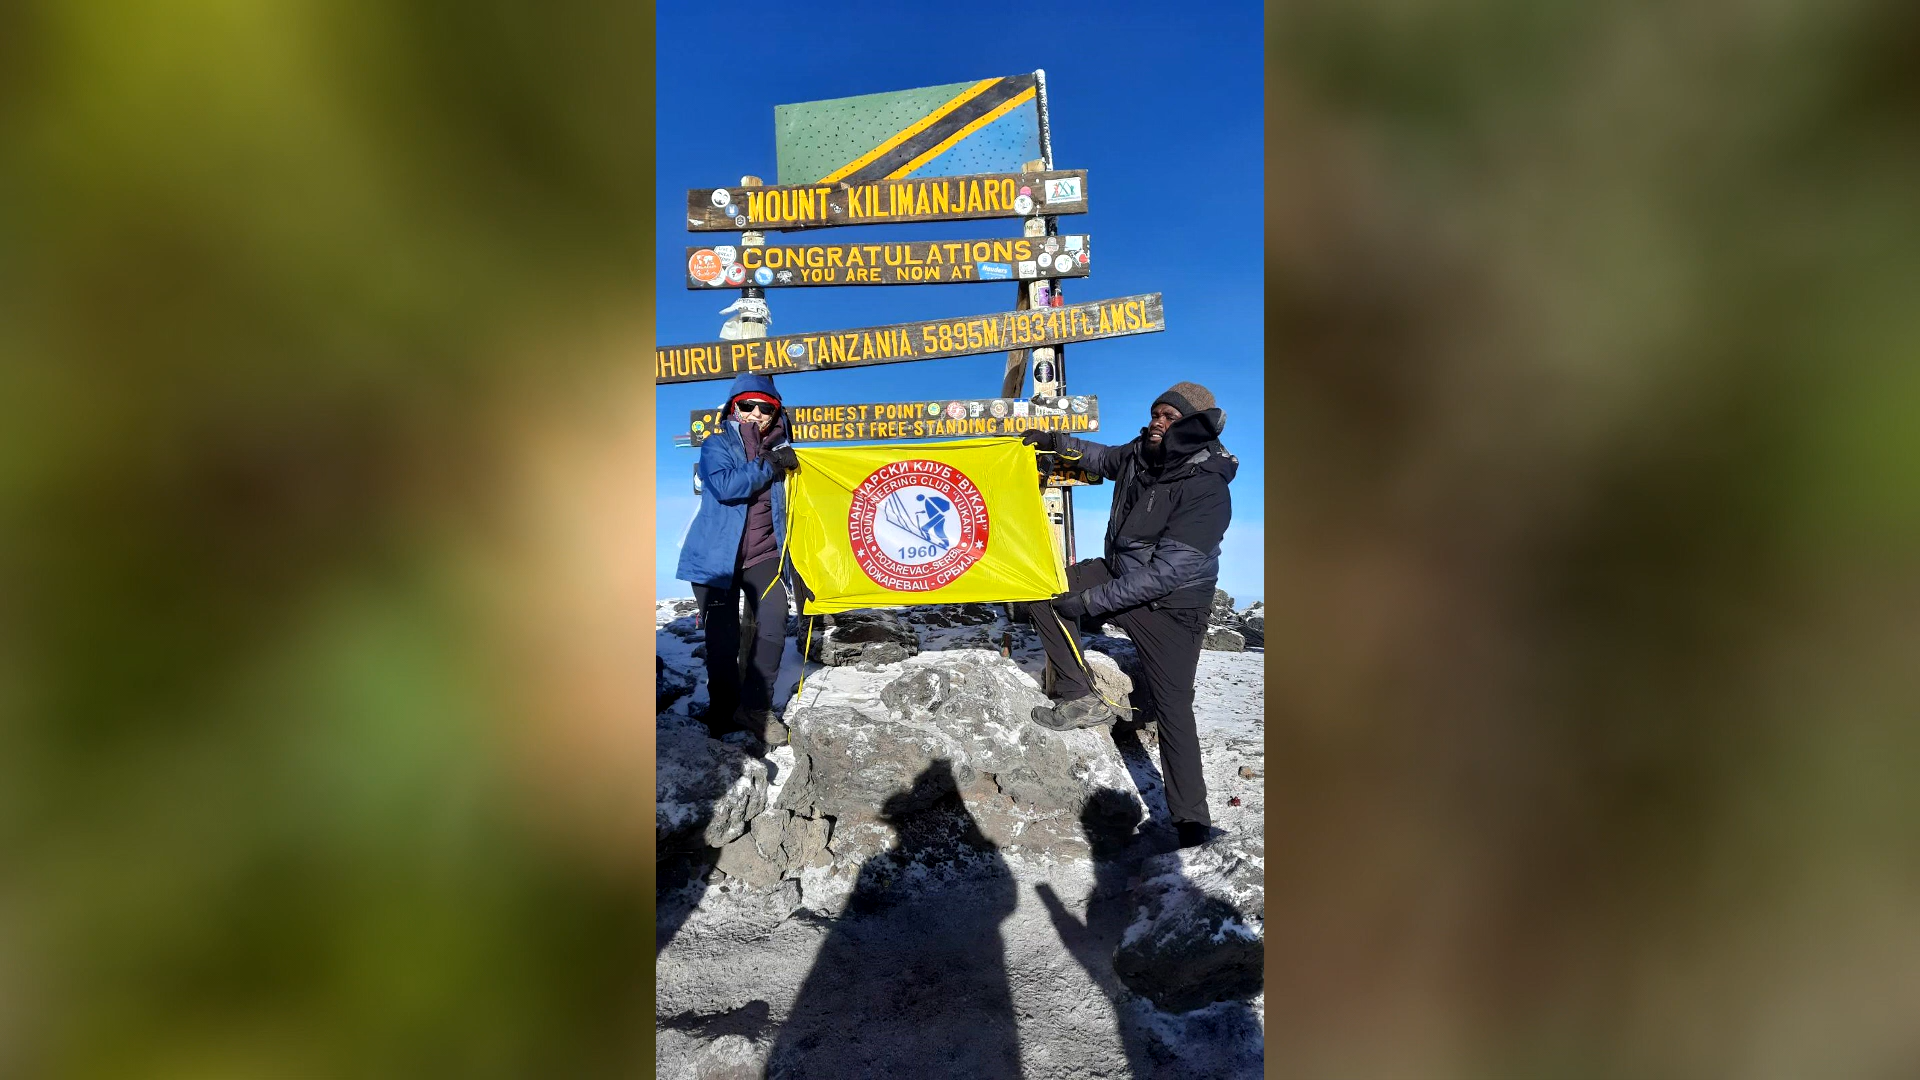 MOUNT KILIMANJARO
CONGRATULATIONS
YOU ARE NOW AT
UHURU PEAK, TANZANIA, 5895M/19341Ft. AMSL
HIGHEST POINT
HIGHEST FREE-STANDING MOUNTAIN
ПЛАНИНАРСКИ КЛУБ "ВУКАН"
MOUNTAINEERING CLUB "VUKAN"
1960
POZAREVAC-SERBIA
ПОЖАРЕВАЦ - СРБИЈА